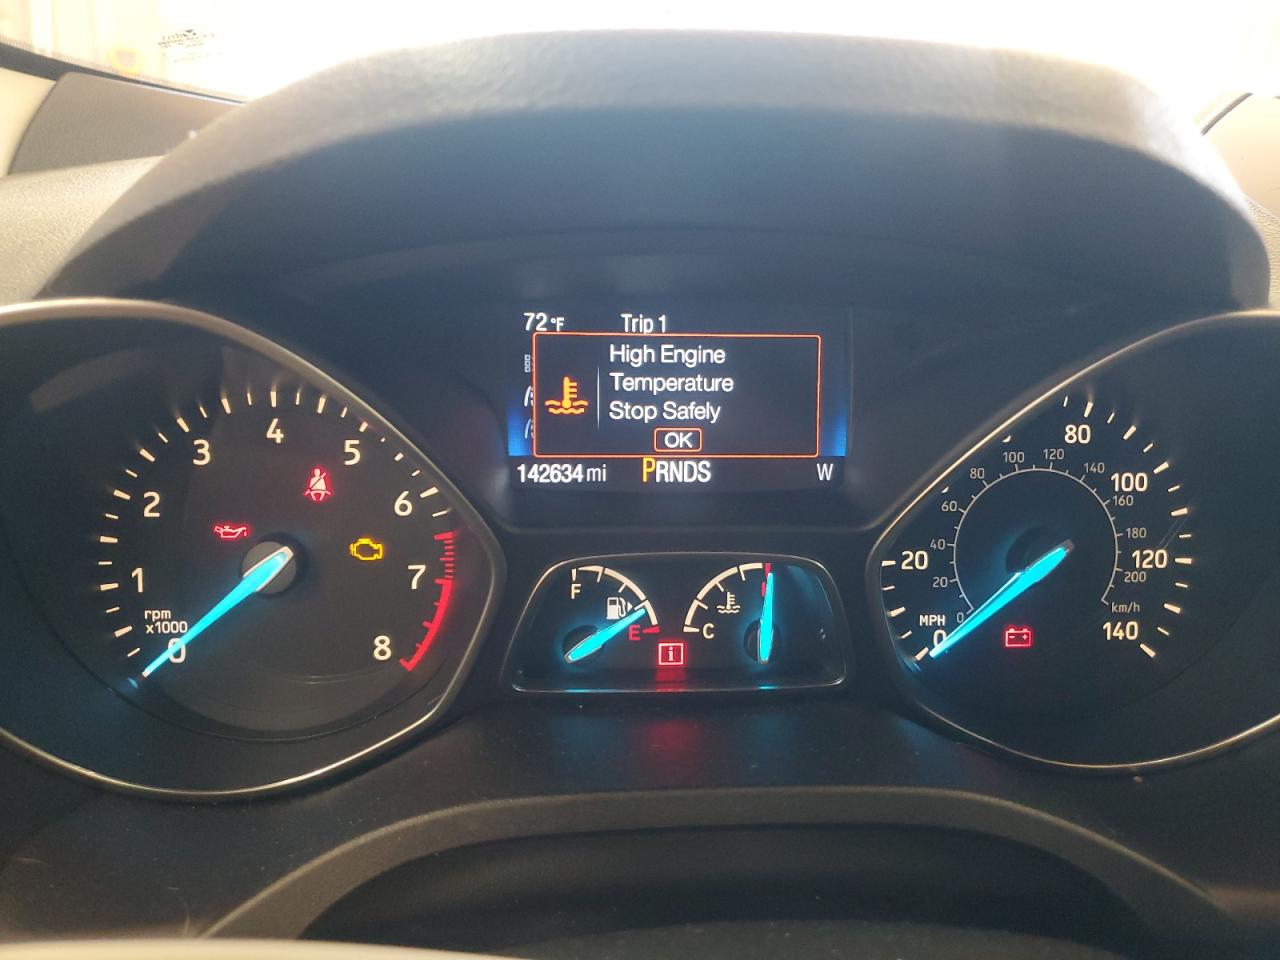 72°F Trip 1
High Engine
Temperature
Stop Safely
OK
142634 mi PRNDS W
0 1 2 3 4 5 6 7 8
rpm
x1000
F
E
C
i
0 20 80 100 120 140
MPH
0 20 40 60 80 100 120 140 160 180 200
km/h